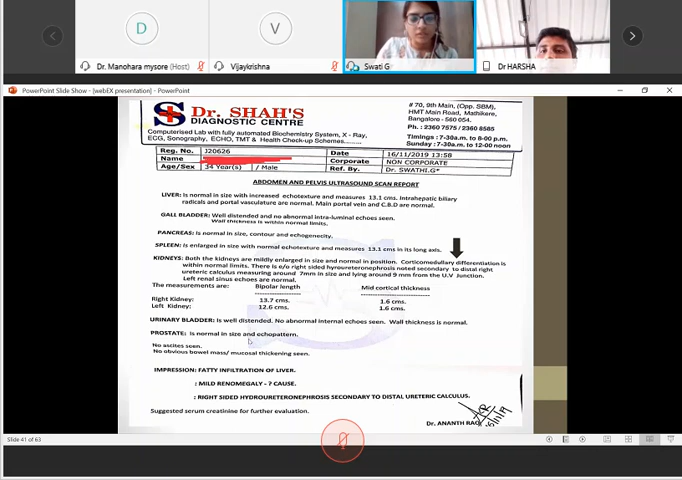 D
V
Dr. Manohara mysore (Host)
Vijaykrishna
Swati G
Dr HARSHA
PowerPoint Slide Show - [webEX presentation]
Dr. SHAH'S
DIAGNOSTIC CENTRE
Computerised Lab with fully automated Biochemistry System, X - Ray,
ECG, Sonography, ECHO, TMT & Health Check-up Schemes........
# 70, 9th Main, (Opp. SBM),
HMT Main Road, Mathikere,
Bangalore - 560 054,
Ph. : 2360 7575 / 2360 8585
Timings : 7-30a.m. to 8-00 p.m.
Sunday : 7-30a.m. to 12-00 noon
Reg. No. J20626 Date 16/11/2019 13:58
Name Corporate NON CORPORATE
Age/Sex 34 Year(s) / Male Ref. By. Dr. SWATHI.G*
ABDOMEN AND PELVIS ULTRASOUND SCAN REPORT
LIVER: Is normal in size with increased echotexture and measures 13.1 cms. Intrahepatic biliary
radicals and portal vasculature are normal. Main portal vein and C.B.D are normal.
GALL BLADDER: Well distended and no abnormal intra-luminal echoes seen.
Wall thickness is within normal limits.
PANCREAS: Is normal in size, contour and echogenecity.
SPLEEN: Is enlarged in size with normal echotexture and measures 13.1 cms in its long axis.
KIDNEYS: Both the kidneys are mildly enlarged in size and normal in position. Corticomedullary differentiation is
within normal limits. There is e/o right sided hyroureteronephrosis noted secondary to distal right
ureteric calculus measuring around 7mm in size and lying around 9 mm from the U.V Junction.
Left renal sinus echoes are normal.
The measurements are: Bipolar length Mid cortical thickness
Right Kidney: 13.7 cms. 1.6 cms.
Left Kidney: 12.6 cms. 1.6 cms.
URINARY BLADDER: Is well distended. No abnormal internal echoes seen. Wall thickness is normal.
PROSTATE: Is normal in size and echopattern.
No ascites seen.
No obvious bowel mass/ mucosal thickening seen.
IMPRESSION: FATTY INFILTRATION OF LIVER.
: MILD RENOMEGALY - ? CAUSE.
: RIGHT SIDED HYDROURETERONEPHROSIS SECONDARY TO DISTAL URETERIC CALCULUS.
Suggested serum creatinine for further evaluation.
Dr. ANANTH RAO
Slide 41 of 63